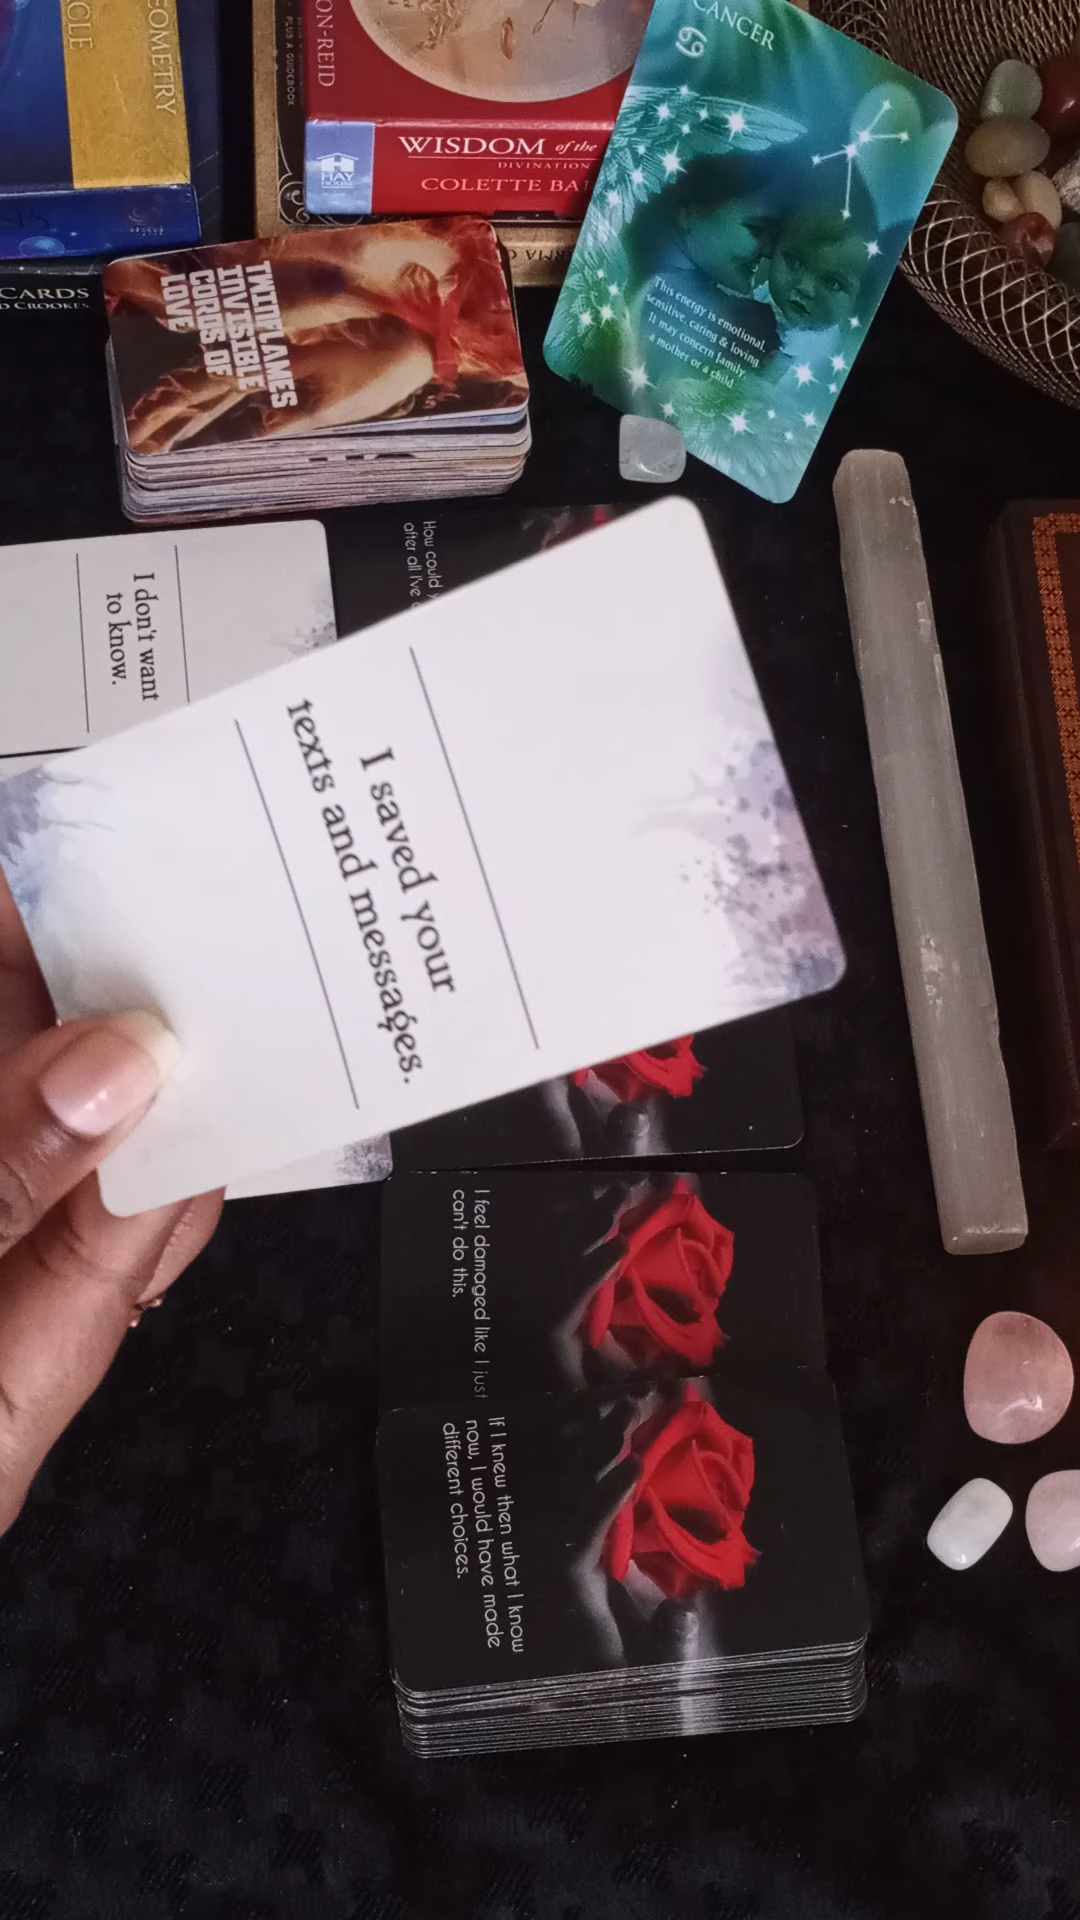 CANCER
OMETRY
CLE
ON-REID
PLUS A GUIDEBOOK
WISDOM of the
DIVINATION
COLETTE BA
HAY
HOUSE
CARDS
D CROOKES
TWINFLAMES
INVISIBLE
CORDS OF
LOVE
This energy is emotional,
sensitive, caring & loving.
It may concern family,
a mother or a child.
How could y
after all I've
I don't want
to know.
I saved your
texts and messages.
I feel damaged like I just
can't do this.
If I knew then what I know
now, I would have made
different choices.